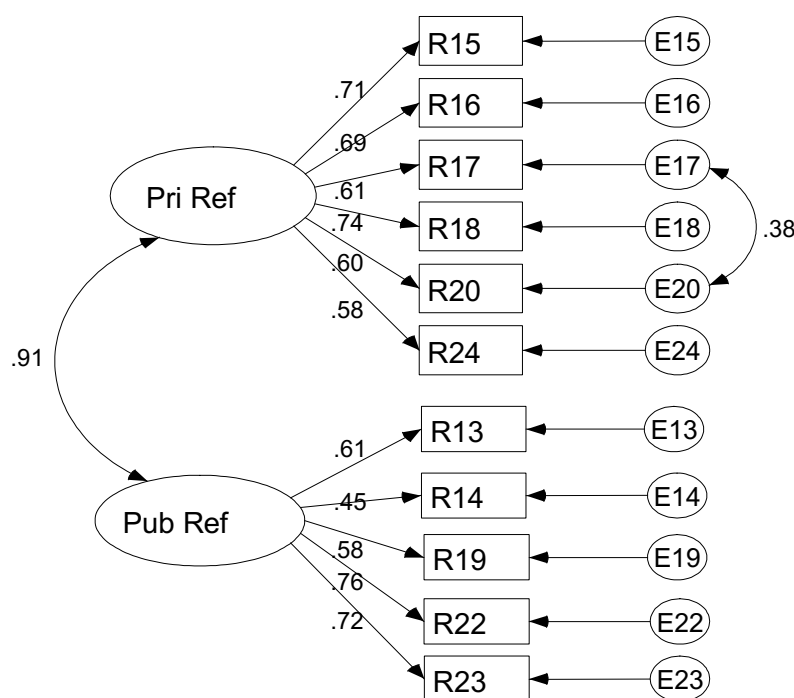 R15
E15
.71
R16
E16
.69
R17
E17
Pri Ref
.61
R18
E18
.38
.74
R20
E20
.60
.58
R24
E24
.91
R13
E13
.61
R14
E14
.45
Pub Ref
R19
E19
.58
.76
R22
E22
.72
R23
E23